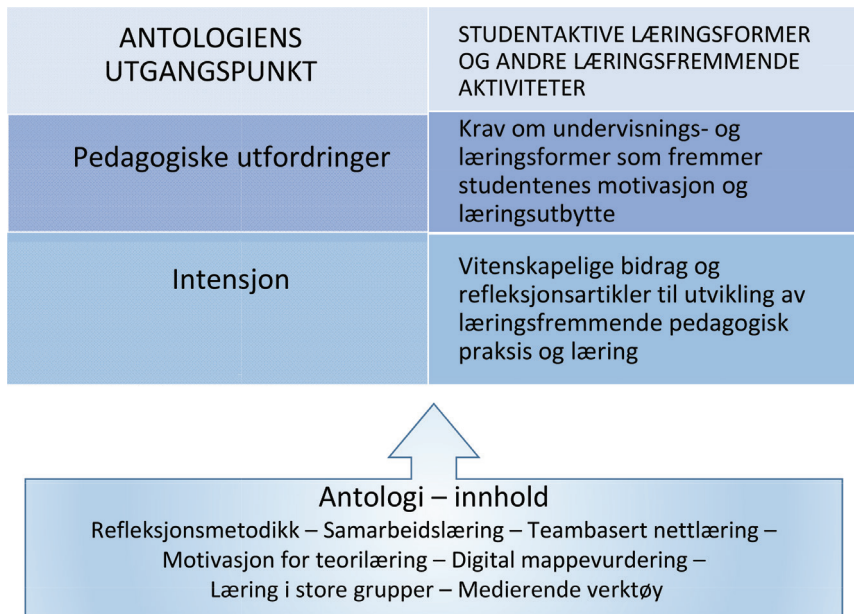 ANTOLOGIENS
UTGANGSPUNKT
STUDENTAKTIVE LÆRINGSFORMER
OG ANDRE LÆRINGSFREMMENDE
AKTIVITETER
Pedagogiske utfordringer
Krav om undervisnings- og
læringsformer som fremmer
studentenes motivasjon og
læringsutbytte
Intensjon
Vitenskapelige bidrag og
refleksjonsartikler til utvikling av
læringsfremmende pedagogisk
praksis og læring
Antologi – innhold
Refleksjonsmetodikk – Samarbeidslæring – Teambasert nettlæring –
Motivasjon for teorilæring – Digital mappevurdering –
Læring i store grupper – Medierende verktøy